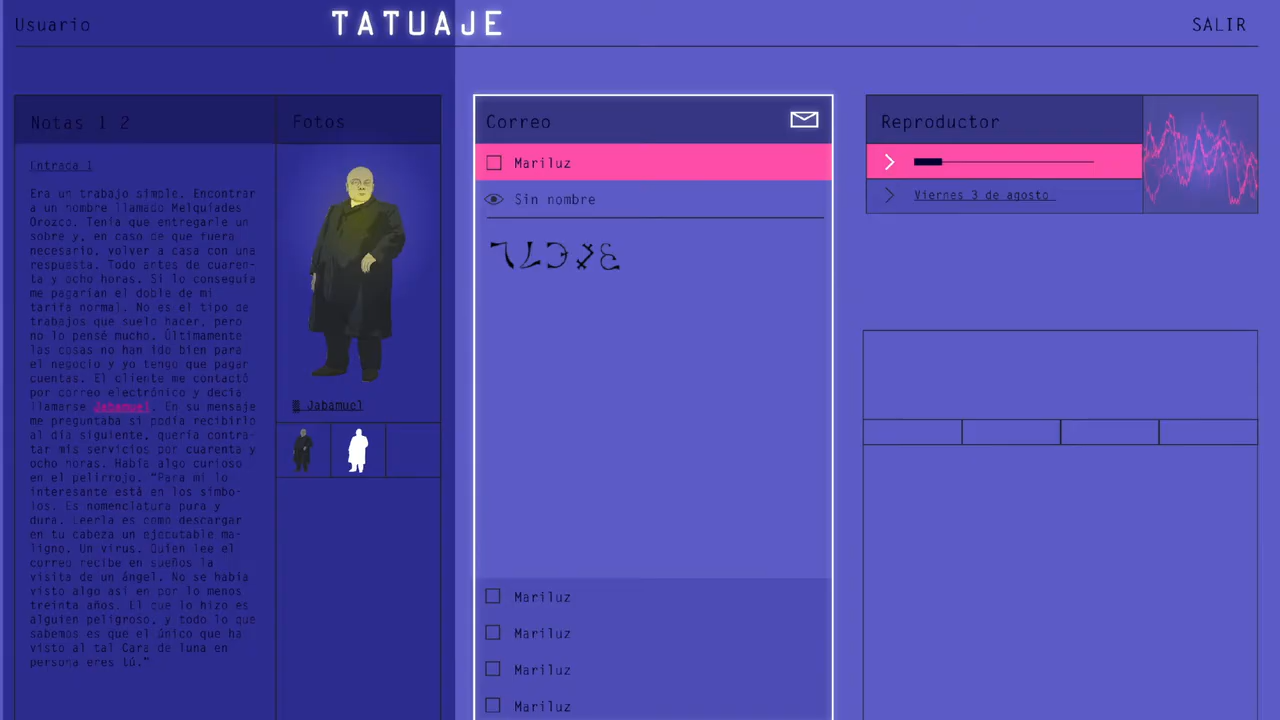 Usuario
TATUAJE
SALIR
Notas 1 2
Entrada 1
Era un trabajo simple. Encontrar
a un hombre llamado Melquíades
Orozco. Tenía que entregarle un
sobre y, en caso de que fuera
necesario, volver a casa con una
respuesta. Todo antes de cuaren-
ta y ocho horas. Si lo conseguía
me pagarían el doble de mi
tarifa normal. No es el tipo de
trabajos que suelo hacer, pero
no lo pensé mucho. Últimamente
las cosas no han ido bien para
el negocio y yo tengo que pagar
cuentas. El cliente me contactó
por correo electrónico y decía
llamarse Jabamuel. En su mensaje
me preguntaba si podía recibirlo
al día siguiente, quería contra-
tar mis servicios por cuarenta y
ocho horas. Había algo curioso
en el pelirrojo. "Para mí lo
interesante está en los símbo-
los. Es nomenclatura pura y
dura. Leerla es como descargar
en tu cabeza un ejecutable ma-
ligno. Un virus. Quien lee el
correo recibe en sueños la
visita de un ángel. No se había
visto algo así en por lo menos
treinta años. El que lo hizo es
alguien peligroso, y todo lo que
sabemos es que el único que ha
visto al tal Cara de luna en
persona eres tú."
Fotos
Jabamuel
Correo
Mariluz
Sin nombre
Mariluz
Mariluz
Mariluz
Mariluz
Reproductor
Viernes 3 de agosto